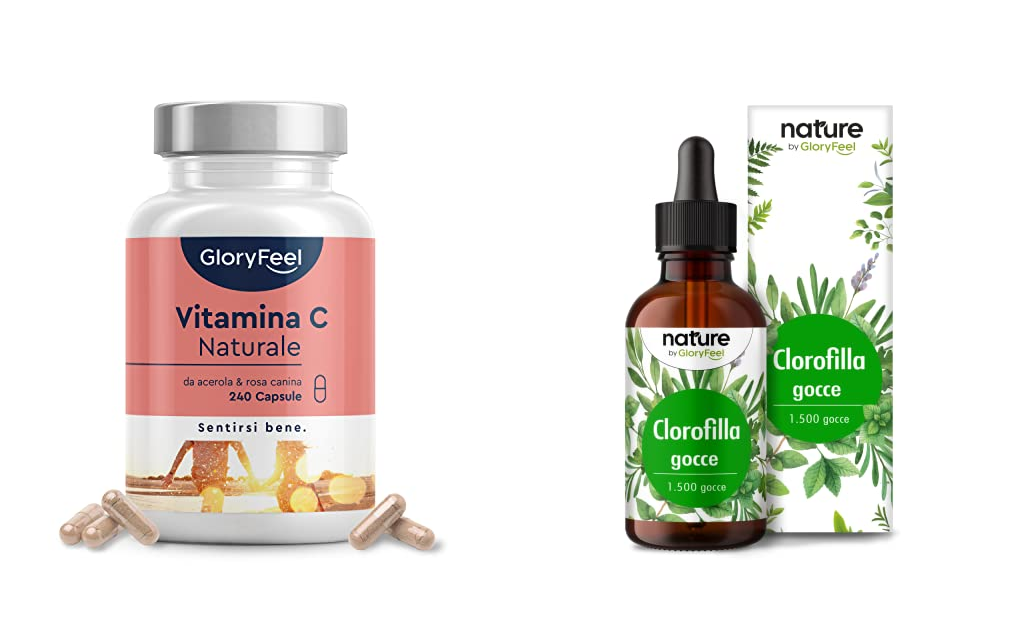 GloryFeel
Vitamina C
Naturale
da acerola & rosa canina
240 Capsule
Sentirsi bene.
nature
by GloryFeel
Clorofilla
gocce
1.500 gocce
nature
by GloryFeel
Clorofilla
gocce
1.500 gocce